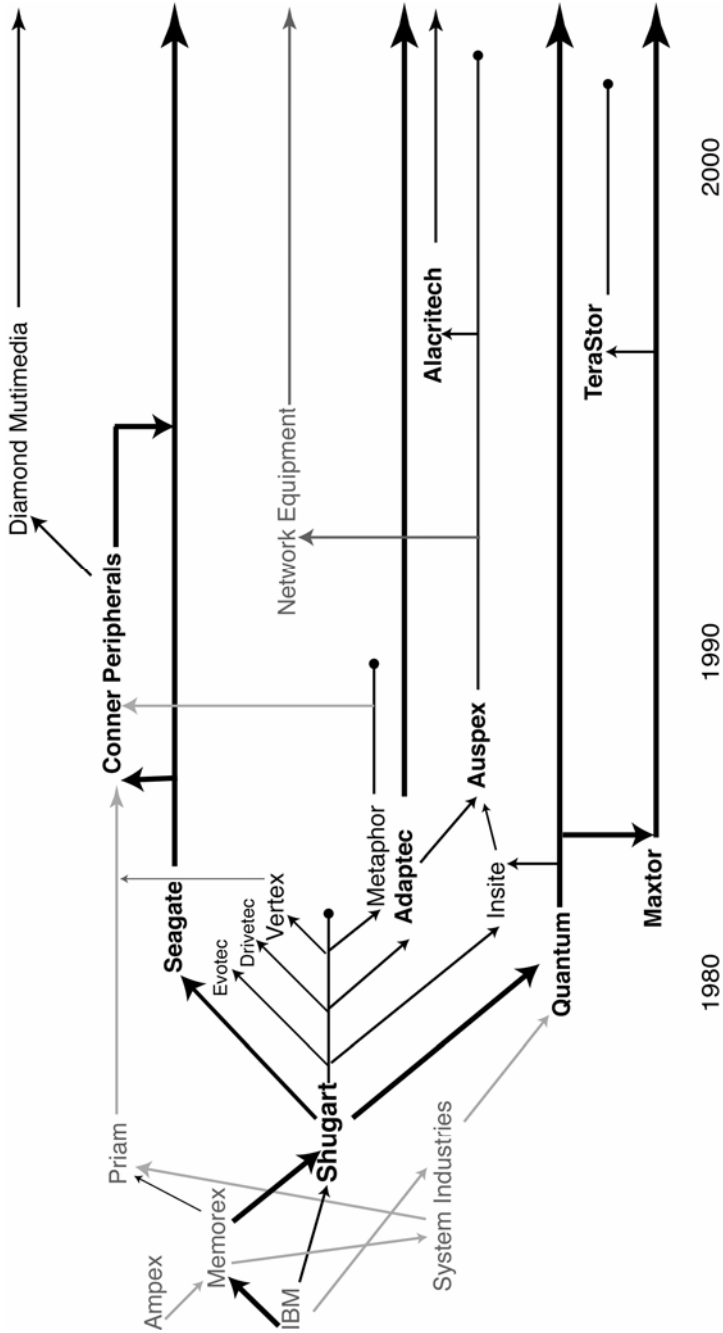 Diamond Mutimedia
Conner Peripherals
Priam
Seagate
Evotec
Drivetec
Vertex
Network Equipment
Ampex
Memorex
IBM
Shugart
Metaphor
Adaptec
Alacritech
System Industries
Auspex
Insite
Quantum
TeraStor
Maxtor
1980
1990
2000